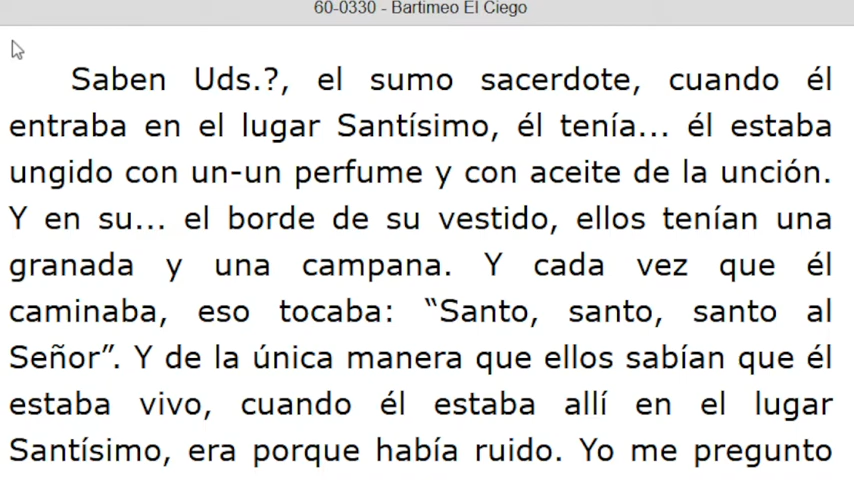 60-0330 - Bartimeo El Ciego
Saben Uds.?, el sumo sacerdote, cuando él
entraba en el lugar Santísimo, él tenía... él estaba
ungido con un-un perfume y con aceite de la unción.
Y en su... el borde de su vestido, ellos tenían una
granada y una campana. Y cada vez que él
caminaba, eso tocaba: “Santo, santo, santo al
Señor”. Y de la única manera que ellos sabían que él
estaba vivo, cuando él estaba allí en el lugar
Santísimo, era porque había ruido. Yo me pregunto